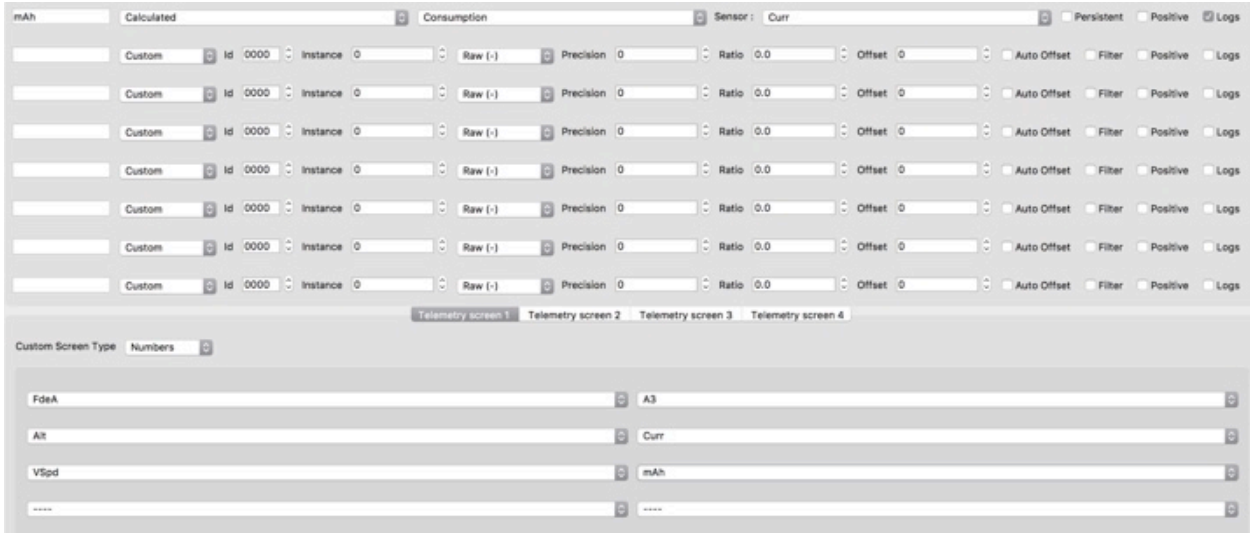 mAh Calculated Consumption Sensor : Curr Persistent Positive Logs
Custom Id 0000 Instance 0 Raw (-) Precision 0 Ratio 0.0 Offset 0 Auto Offset Filter Positive Logs
Custom Id 0000 Instance 0 Raw (-) Precision 0 Ratio 0.0 Offset 0 Auto Offset Filter Positive Logs
Custom Id 0000 Instance 0 Raw (-) Precision 0 Ratio 0.0 Offset 0 Auto Offset Filter Positive Logs
Custom Id 0000 Instance 0 Raw (-) Precision 0 Ratio 0.0 Offset 0 Auto Offset Filter Positive Logs
Custom Id 0000 Instance 0 Raw (-) Precision 0 Ratio 0.0 Offset 0 Auto Offset Filter Positive Logs
Custom Id 0000 Instance 0 Raw (-) Precision 0 Ratio 0.0 Offset 0 Auto Offset Filter Positive Logs
Custom Id 0000 Instance 0 Raw (-) Precision 0 Ratio 0.0 Offset 0 Auto Offset Filter Positive Logs
Telemetry screen 1 Telemetry screen 2 Telemetry screen 3 Telemetry screen 4
Custom Screen Type Numbers
FdeA A3
Alt Curr
VSpd mAh
---- ----